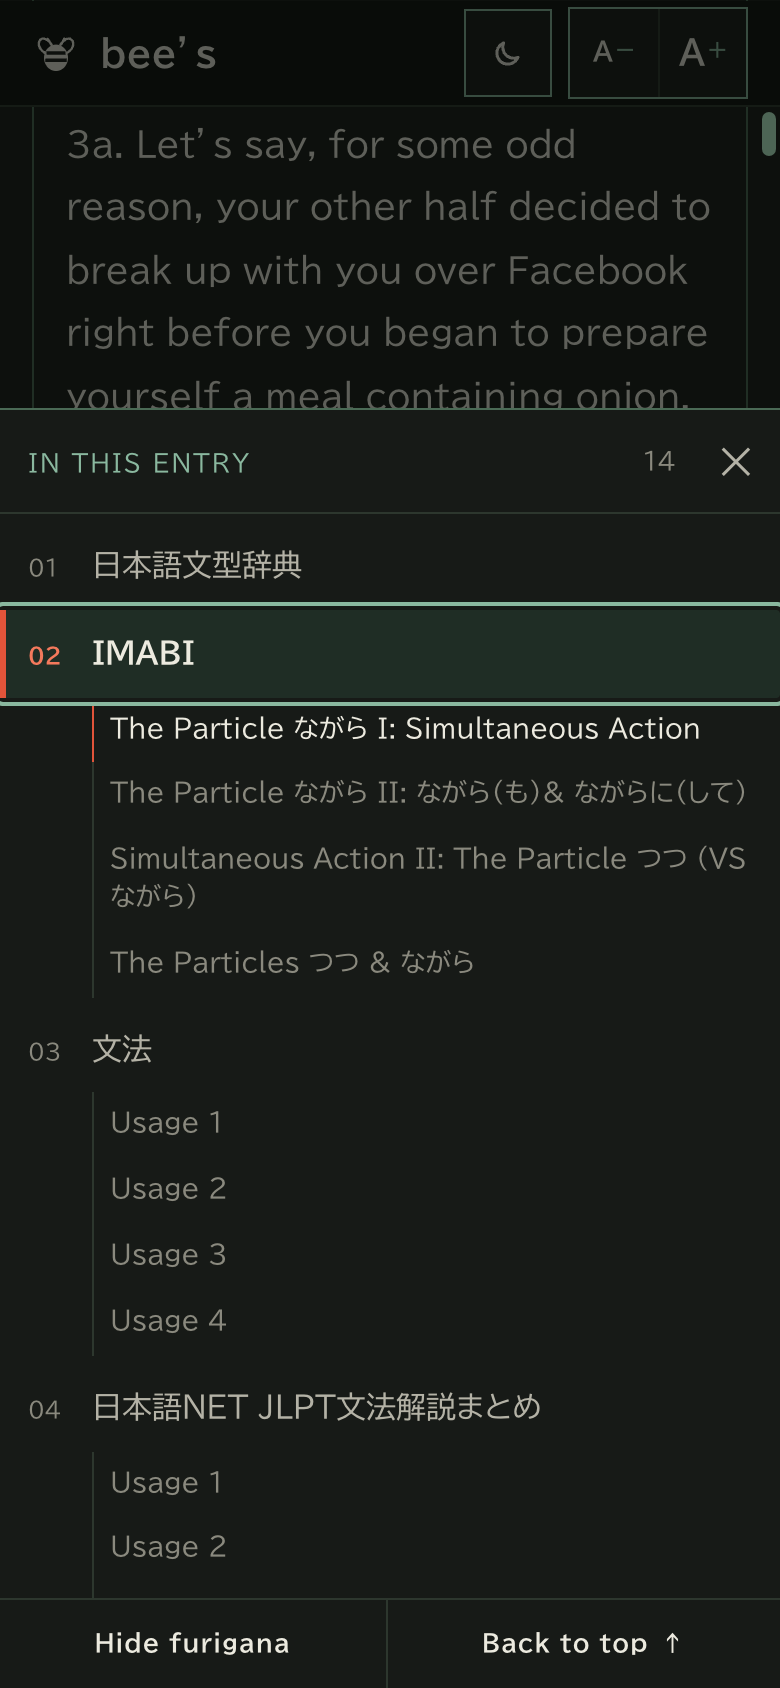 bee’s
A−
A+
3a. Let’s say, for some odd
reason, your other half decided to
break up with you over Facebook
right before you began to prepare
yourself a meal containing onion.
IN THIS ENTRY
14
01 日本語文型辞典
02 IMABI
The Particle ながら I: Simultaneous Action
The Particle ながら II: ながら(も)& ながらに(して)
Simultaneous Action II: The Particle つつ (VS
ながら)
The Particles つつ & ながら
03 文法
Usage 1
Usage 2
Usage 3
Usage 4
04 日本語NET JLPT文法解説まとめ
Usage 1
Usage 2
Hide furigana
Back to top ↑